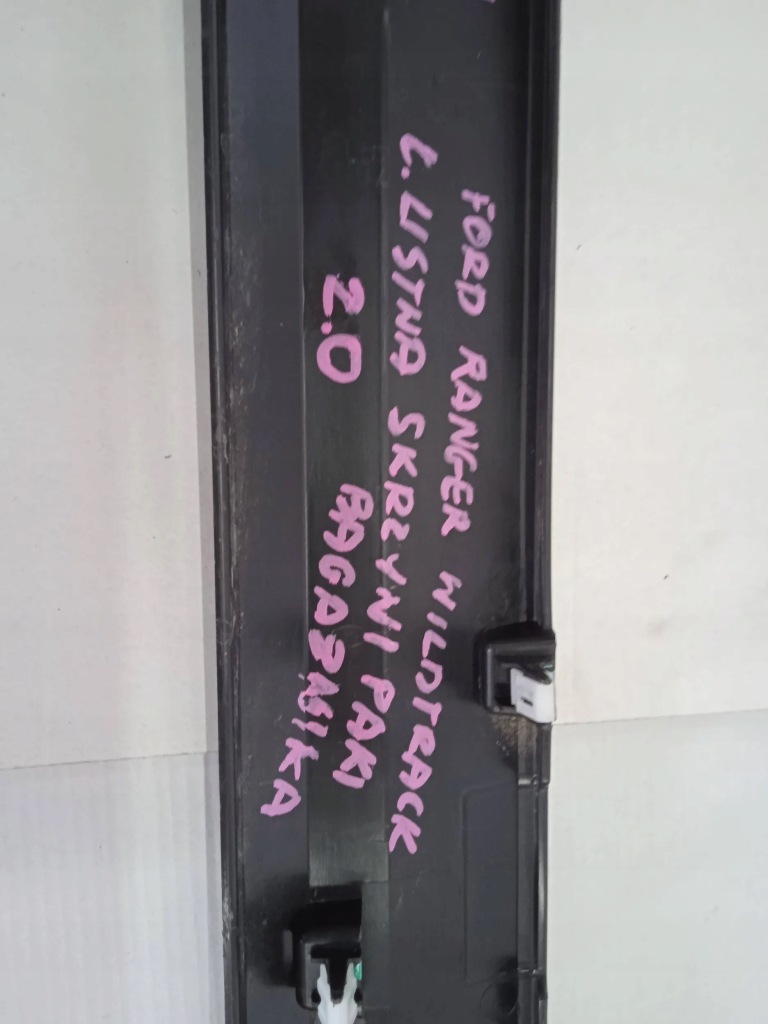 FORD RANGER WILDTRACK
L. LISTWA SKRZYNI PAKI
2.0 BAGAŻNIKA